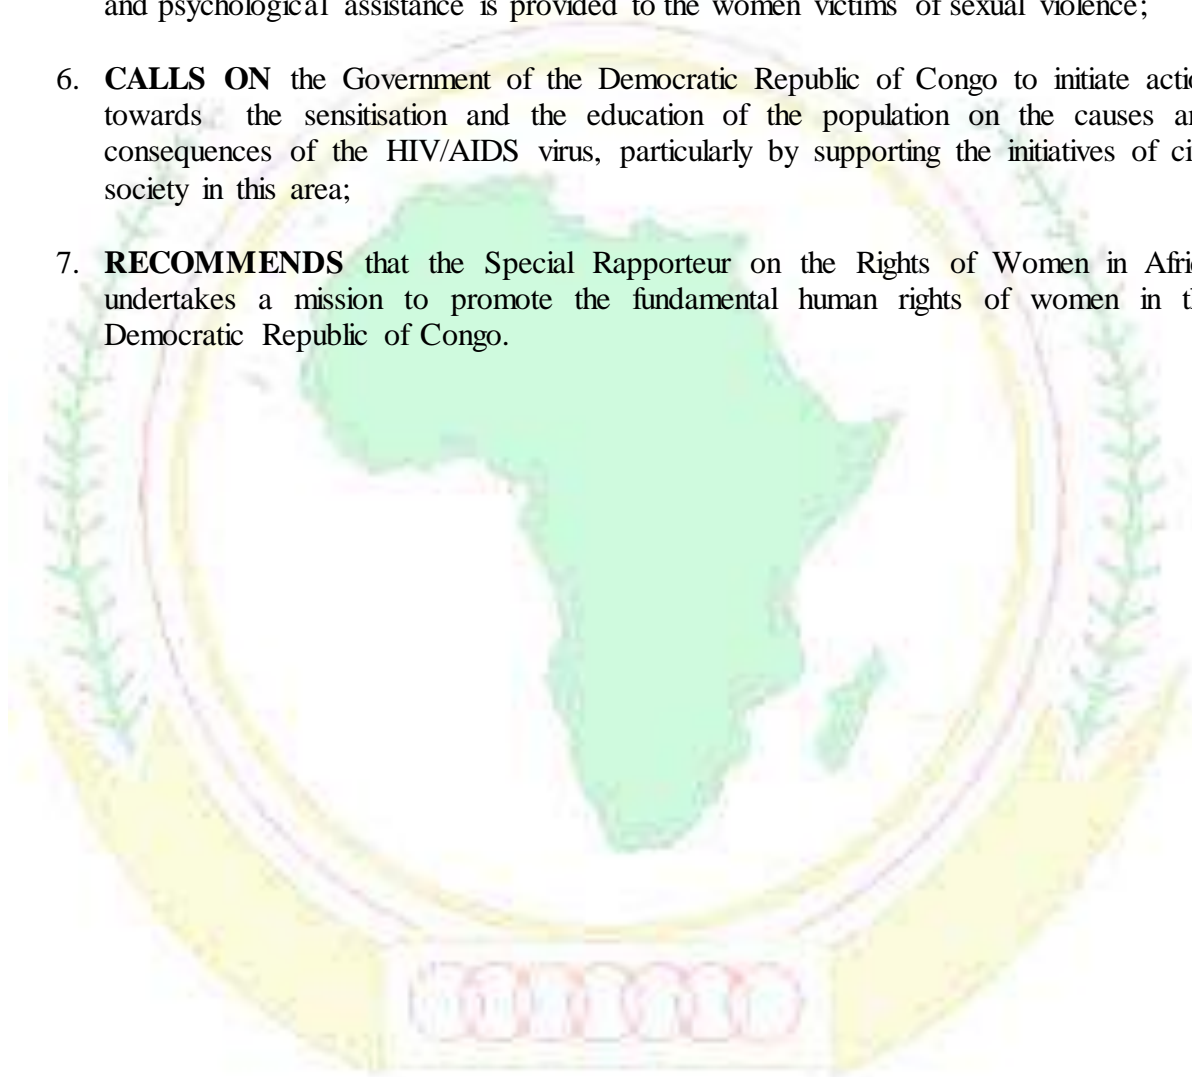 and psychological assistance is provided to the women victims of sexual violence;
6. CALLS ON the Government of the Democratic Republic of Congo to initiate actio
towards the sensitisation and the education of the population on the causes an
consequences of the HIV/AIDS virus, particularly by supporting the initiatives of ci
society in this area;
7. RECOMMENDS that the Special Rapporteur on the Rights of Women in Afri
undertakes a mission to promote the fundamental human rights of women in th
Democratic Republic of Congo.